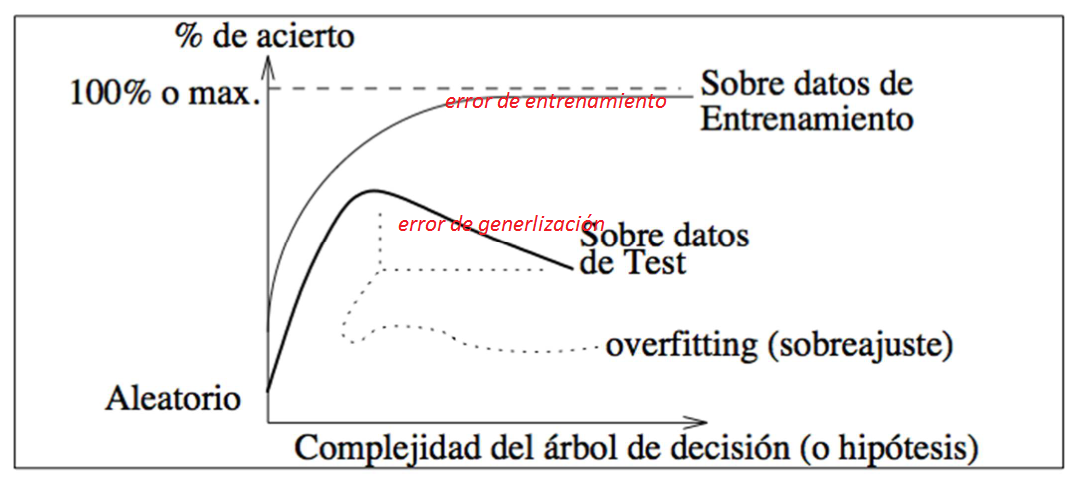 % de acierto
100% o max.
error de entrenamiento
Sobre datos de
Entrenamiento
error de generlización
Sobre datos
de Test
overfitting (sobreajuste)
Aleatorio
Complejidad del árbol de decisión (o hipótesis)